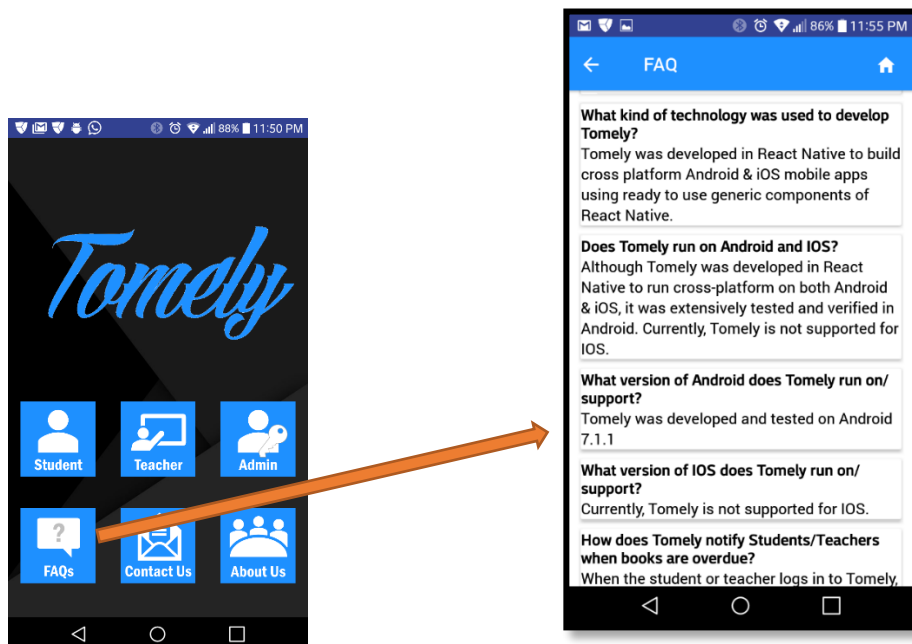 88% 11:50 PM
Tomely
Student Teacher Admin
?
FAQs Contact Us About Us
86% 11:55 PM
FAQ
What kind of technology was used to develop
Tomely?
Tomely was developed in React Native to build
cross platform Android & iOS mobile apps
using ready to use generic components of
React Native.
Does Tomely run on Android and IOS?
Although Tomely was developed in React
Native to run cross-platform on both Android
& iOS, it was extensively tested and verified in
Android. Currently, Tomely is not supported for
IOS.
What version of Android does Tomely run on/
support?
Tomely was developed and tested on Android
7.1.1
What version of IOS does Tomely run on/
support?
Currently, Tomely is not supported for IOS.
How does Tomely notify Students/Teachers
when books are overdue?
When the student or teacher logs in to Tomely,